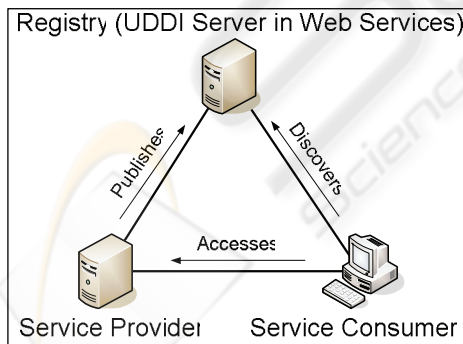 Registry (UDDI Server in Web Services)
Publishes
Discovers
Accesses
Service Provider
Service Consumer